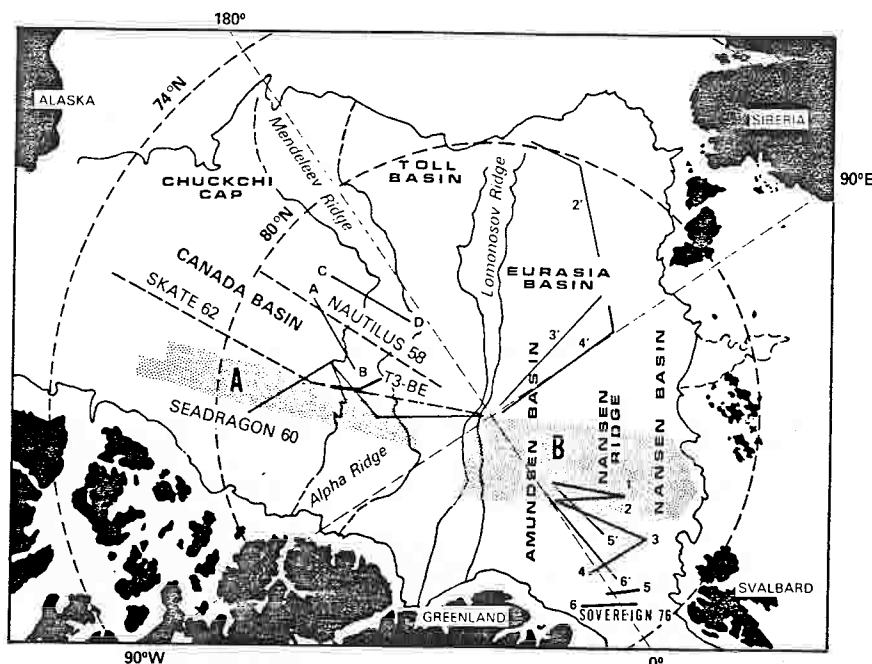 180°
74°N
ALASKA
SIBERIA
Mendeleev Ridge
TOLL
BASIN
CHUCKCHI
CAP
Lomonosov Ridge
90°E
80°N
2'
CANADA BASIN
EURASIA
BASIN
C
A
SKATE 62
NAUTILUS 58
D
3'
4'
B
T3-BE
A
SEADRAGON 60
AMUNDSEN BASIN
NANSEN
RIDGE
NANSEN BASIN
B
Alpha Ridge
1
2
5'
3
4
6'
5
6
SOVEREIGN 76
SVALBARD
GREENLAND
90°W
0°